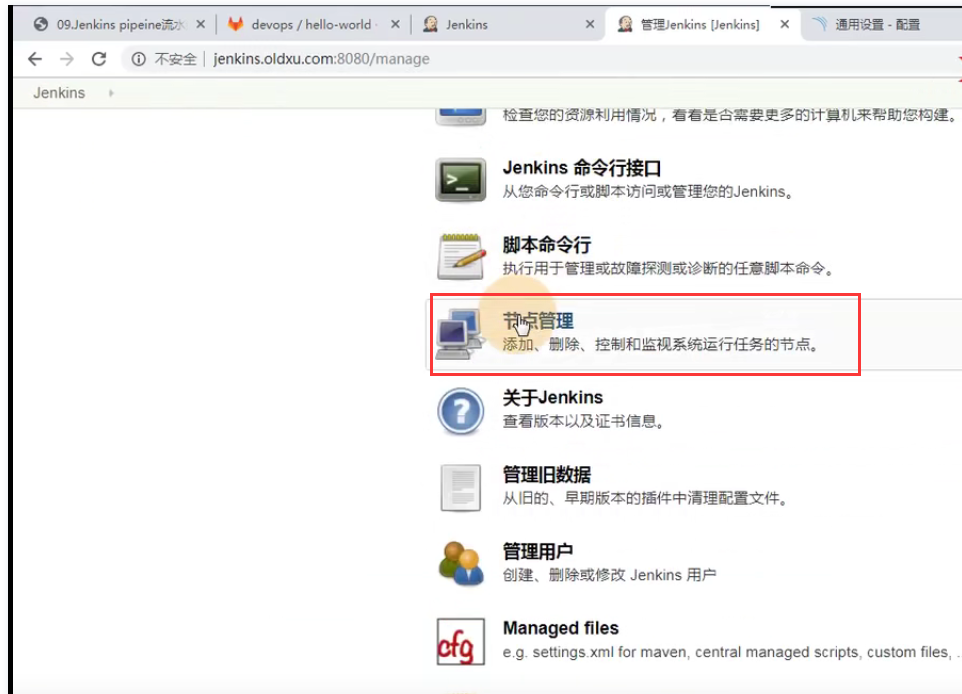 09.Jenkins pipeine流水
devops / hello-world
Jenkins
管理Jenkins [Jenkins]
通用设置 - 配置
不安全
jenkins.oldxu.com:8080/manage
Jenkins
检查您的资源利用情况，看看是否需要更多的计算机来帮助您构建。
Jenkins 命令行接口
从您命令行或脚本访问或管理您的Jenkins。
脚本命令行
执行用于管理或故障探测或诊断的任意脚本命令。
节点管理
添加、删除、控制和监视系统运行任务的节点。
关于Jenkins
查看版本以及证书信息。
管理旧数据
从旧的、早期版本的插件中清理配置文件。
管理用户
创建、删除或修改 Jenkins 用户
cfg
Managed files
e.g. settings.xml for maven, central managed scripts, custom files, .